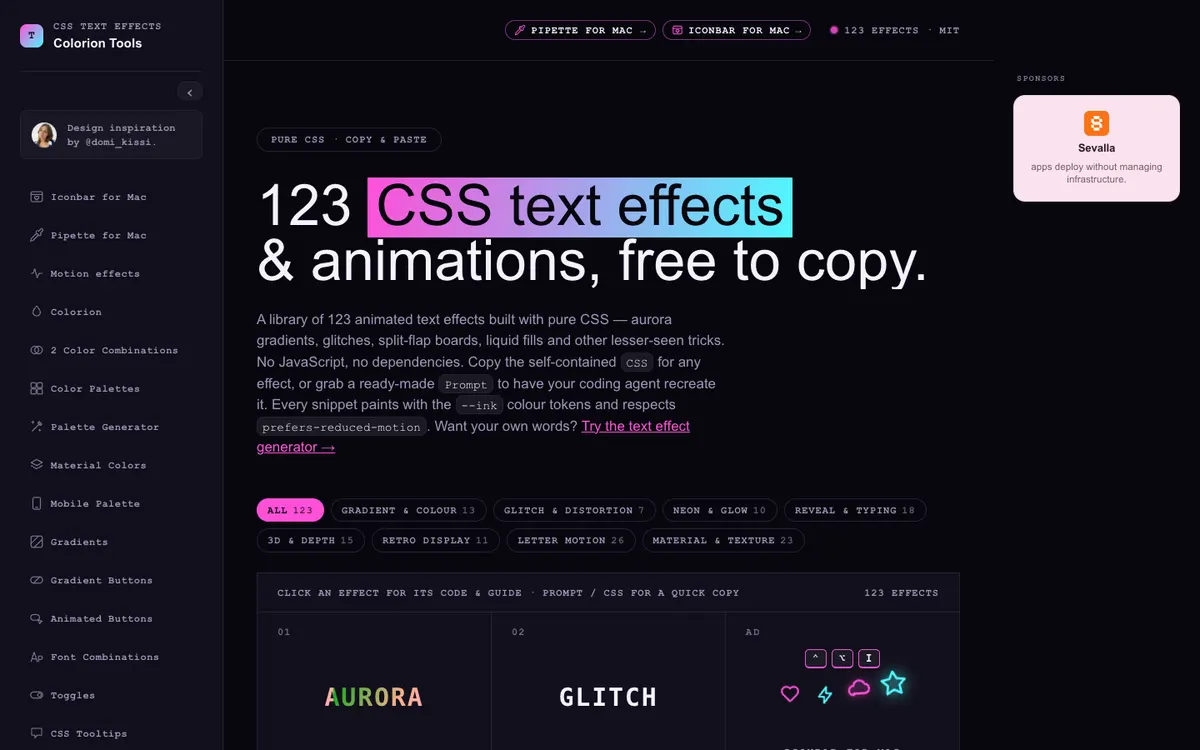 T
CSS TEXT EFFECTS
Colorion Tools
Design inspiration
by @domi_kissi.
Iconbar for Mac
Pipette for Mac
Motion effects
Colorion
2 Color Combinations
Color Palettes
Palette Generator
Material Colors
Mobile Palette
Gradients
Gradient Buttons
Animated Buttons
Font Combinations
Toggles
CSS Tooltips
PIPETTE FOR MAC →
ICONBAR FOR MAC →
123 EFFECTS · MIT
PURE CSS · COPY & PASTE
123 CSS text effects
& animations, free to copy.
A library of 123 animated text effects built with pure CSS — aurora
gradients, glitches, split-flap boards, liquid fills and other lesser-seen tricks.
No JavaScript, no dependencies. Copy the self-contained CSS for any
effect, or grab a ready-made Prompt to have your coding agent recreate
it. Every snippet paints with the --ink colour tokens and respects
prefers-reduced-motion. Want your own words? Try the text effect
generator →
ALL 123
GRADIENT & COLOUR 13
GLITCH & DISTORTION 7
NEON & GLOW 10
REVEAL & TYPING 18
3D & DEPTH 15
RETRO DISPLAY 11
LETTER MOTION 26
MATERIAL & TEXTURE 23
CLICK AN EFFECT FOR ITS CODE & GUIDE · PROMPT / CSS FOR A QUICK COPY
123 EFFECTS
01
AURORA
02
GLITCH
AD
⌃ ⌥ I
SPONSORS
Sevalla
apps deploy without managing
infrastructure.